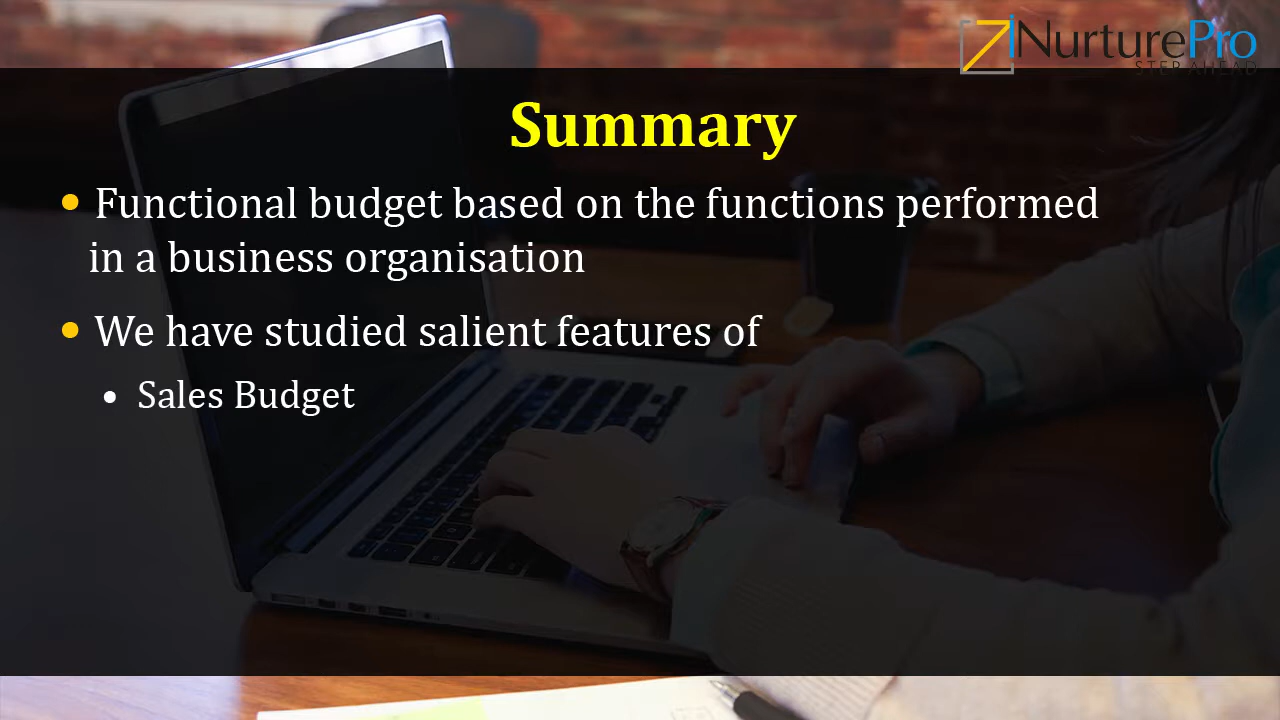 NurturePro
STEP AHEAD
Summary
• Functional budget based on the functions performed
in a business organisation
• We have studied salient features of
• Sales Budget